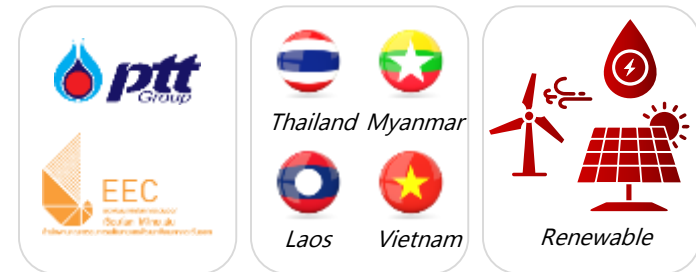 ptt
Group
EEC
Thailand Myanmar
Laos Vietnam
Renewable